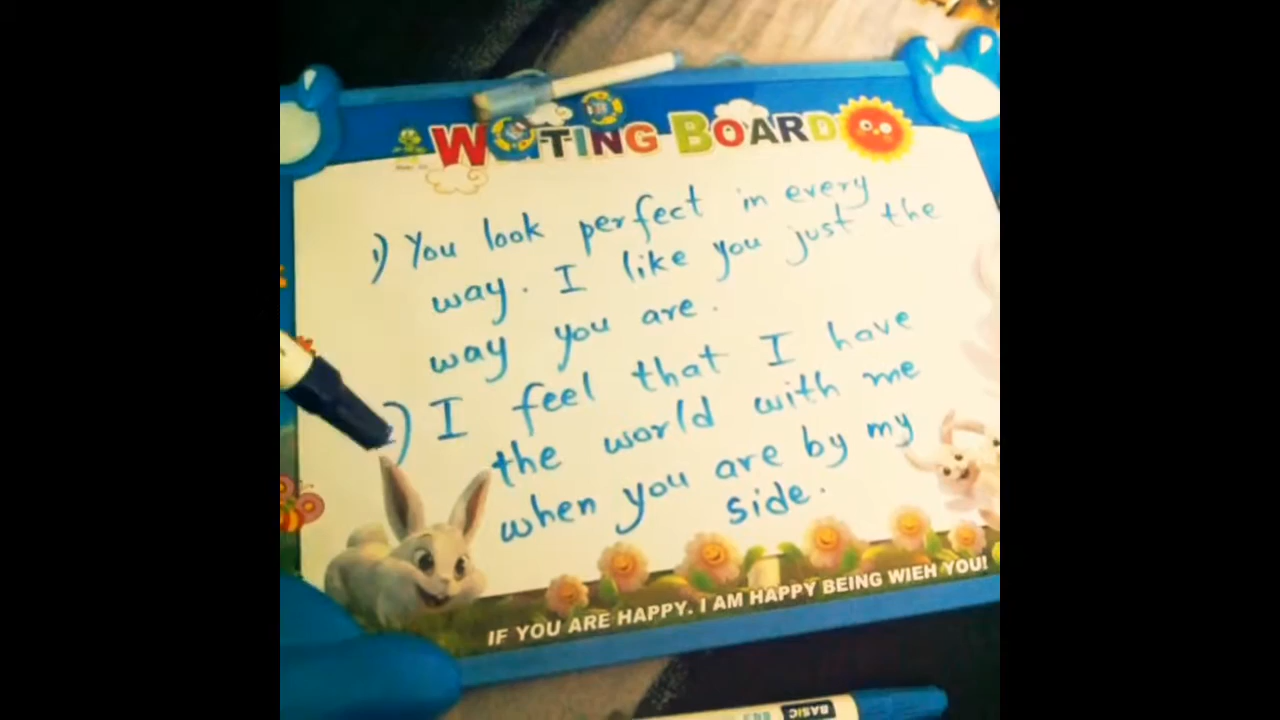 WRITING BOARD
1) You look perfect in every
way. I like you just the
way you are.
2) I feel that I have
the world with me
when you are by my
side.
IF YOU ARE HAPPY. I AM HAPPY BEING WIEH YOU!
BASIC